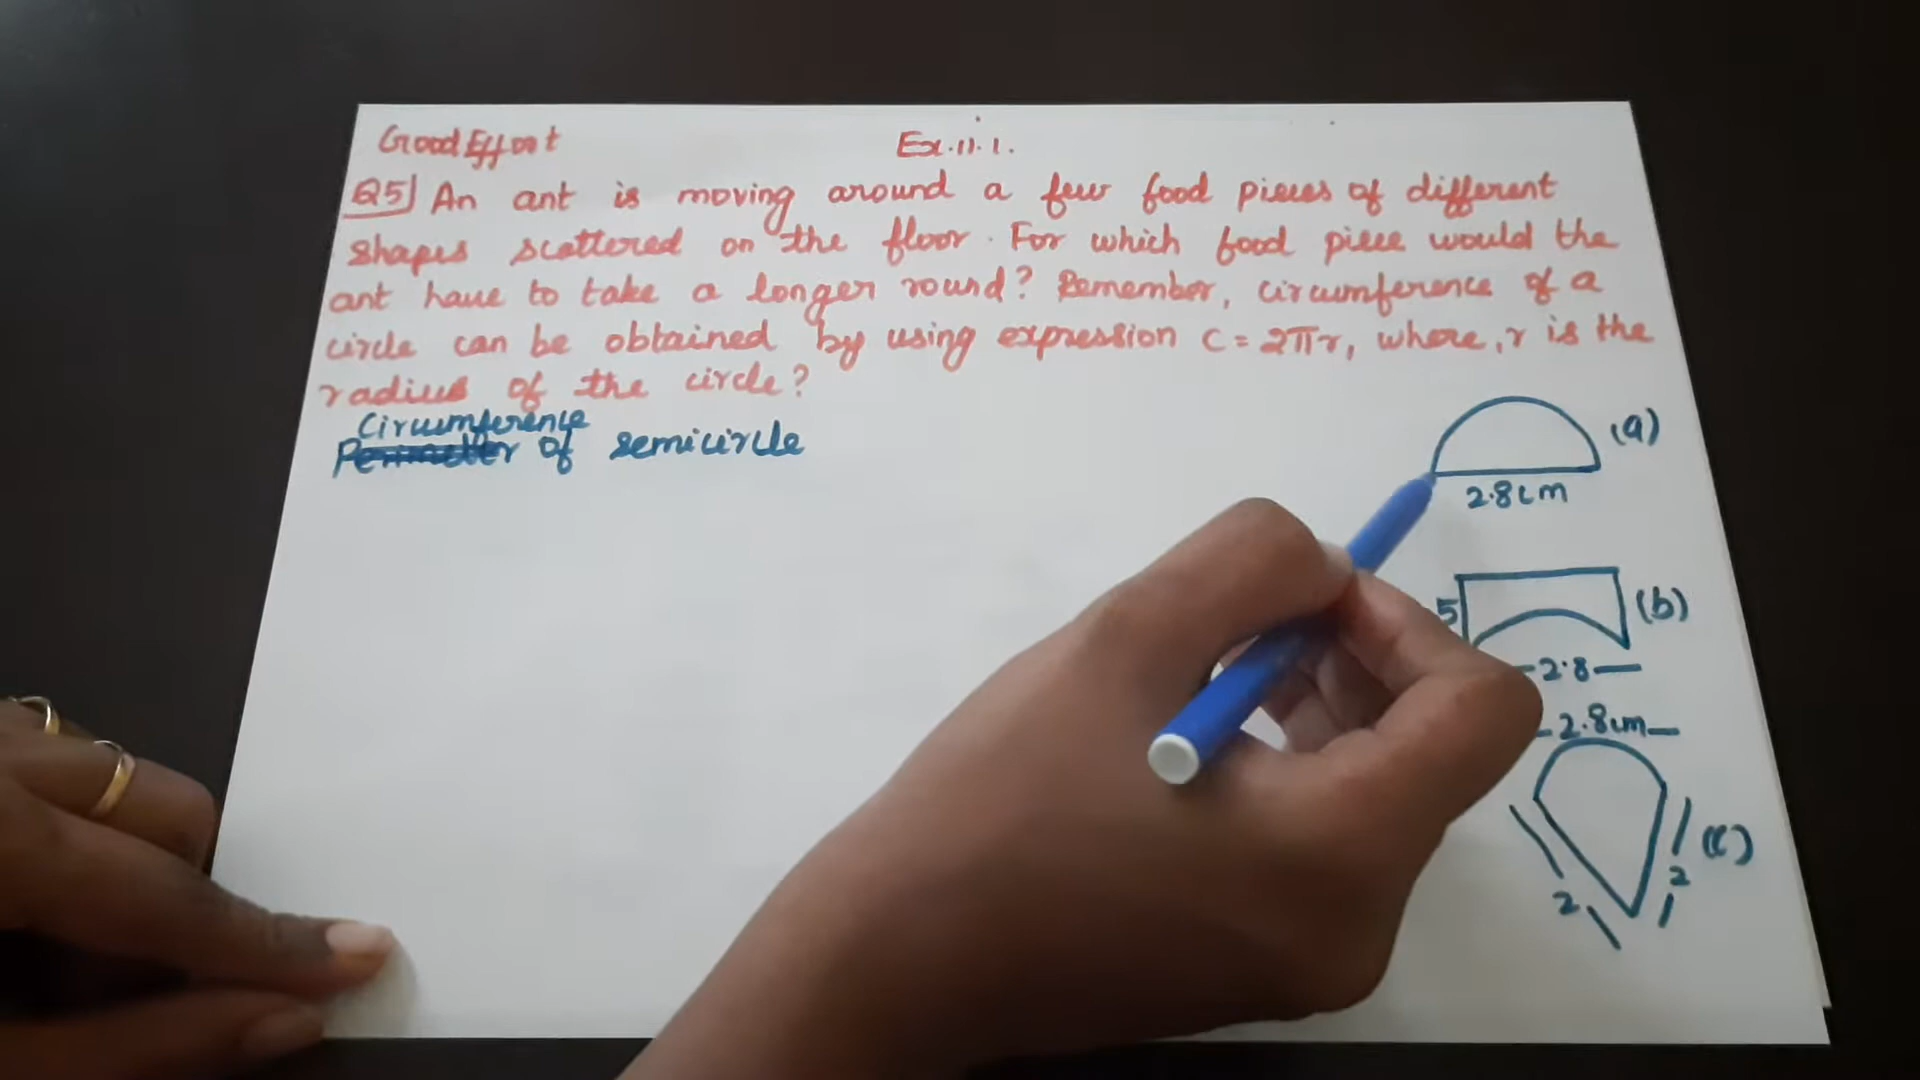 Good Effort
Ex.11.1.
Q5] An ant is moving around a few food pieces of different
shapes scattered on the floor. For which food piece would the
ant have to take a longer round? Remember, circumference of a
circle can be obtained by using expression C = 2πr, where, r is the
radius of the circle?
Circumference
Perimeter of semicircle
(a)
2.8cm
5
(b)
2.8
2.8cm
(c)
2
2